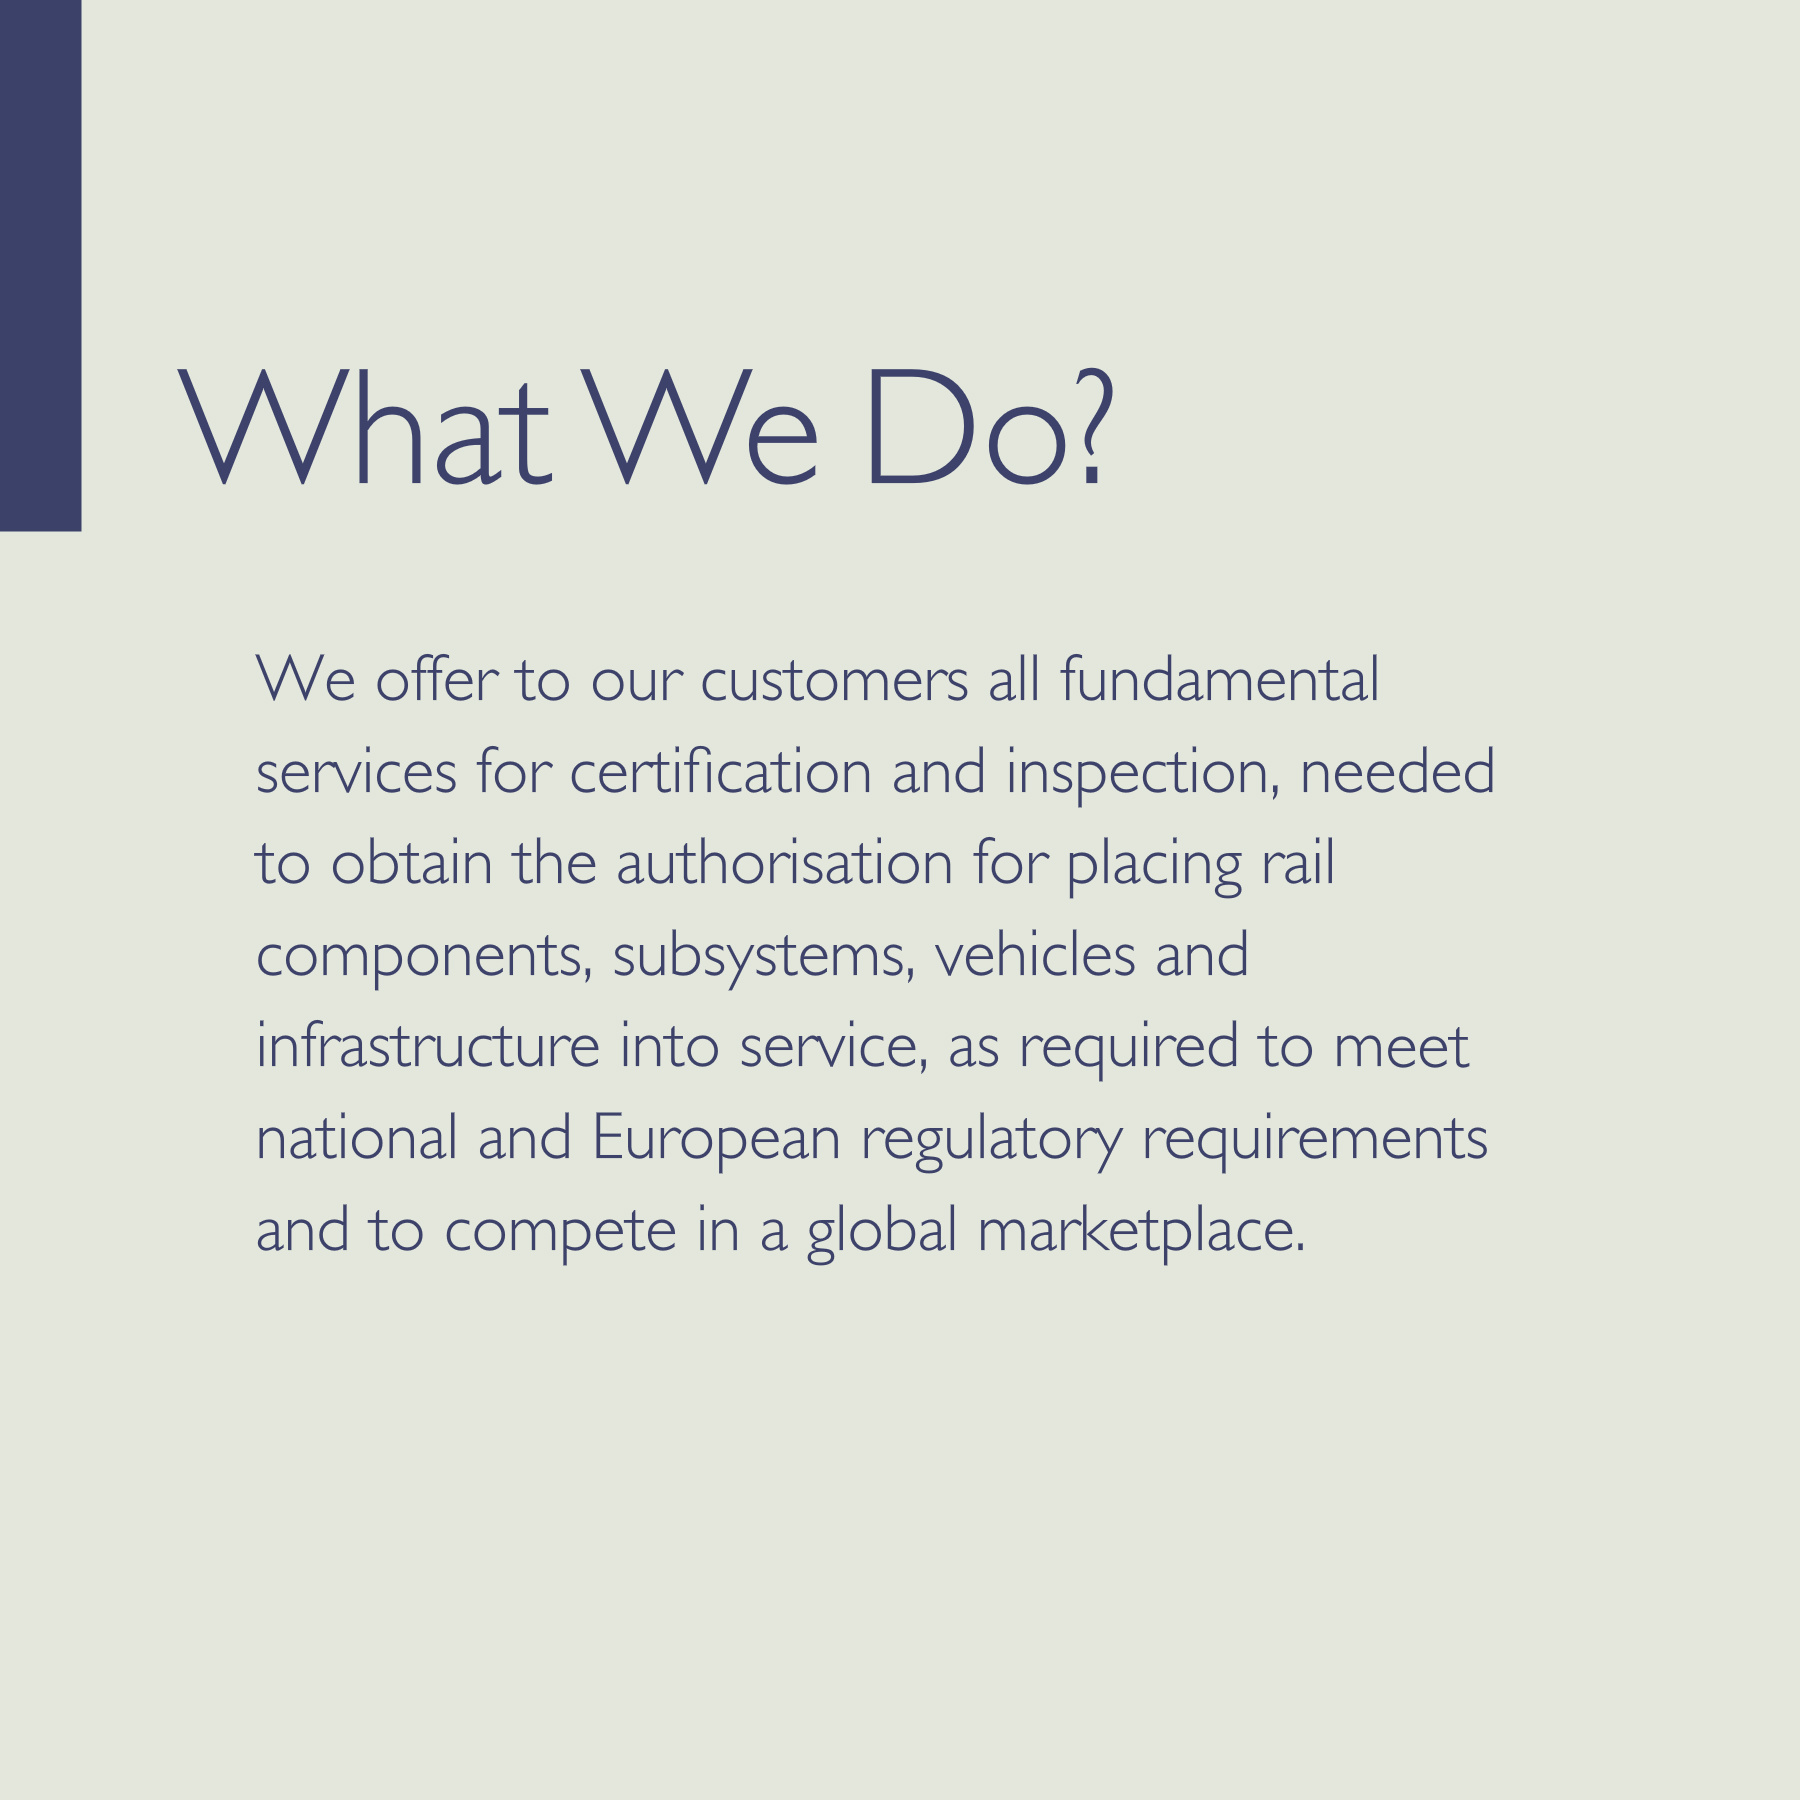 What We Do?
We offer to our customers all fundamental
services for certification and inspection, needed
to obtain the authorisation for placing rail
components, subsystems, vehicles and
infrastructure into service, as required to meet
national and European regulatory requirements
and to compete in a global marketplace.